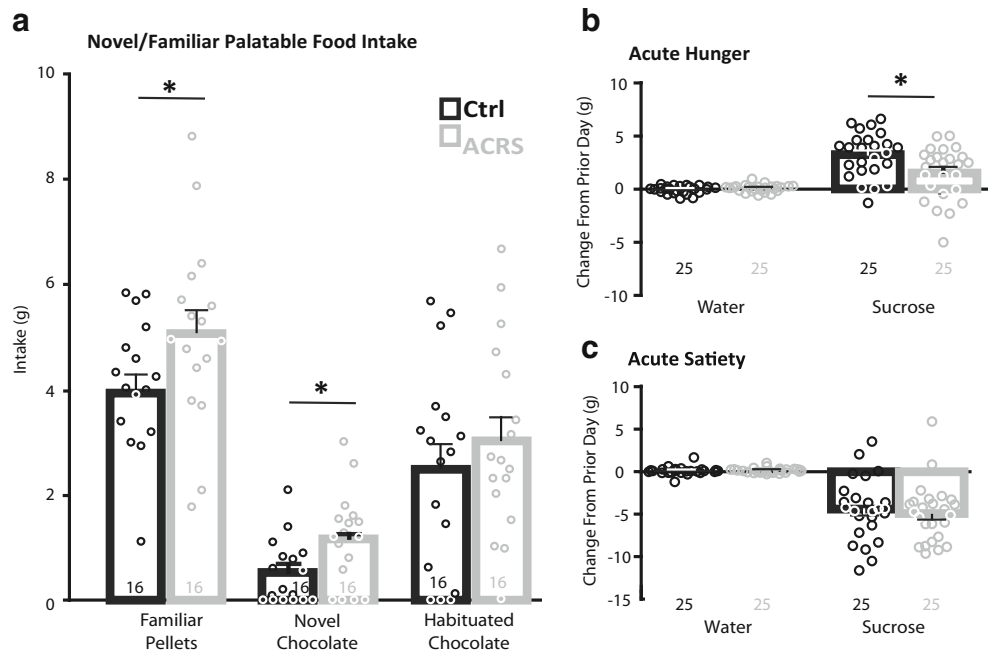 a
Novel/Familiar Palatable Food Intake
Intake (g)
10
8
6
4
2
0
*
*
Ctrl
ACRS
16
16
16
16
16
16
Familiar
Pellets
Novel
Chocolate
Habituated
Chocolate
b
Acute Hunger
Change From Prior Day (g)
10
5
0
-5
-10
*
25
25
25
25
Water
Sucrose
c
Acute Satiety
Change From Prior Day (g)
10
5
0
-5
-10
-15
25
25
25
25
Water
Sucrose